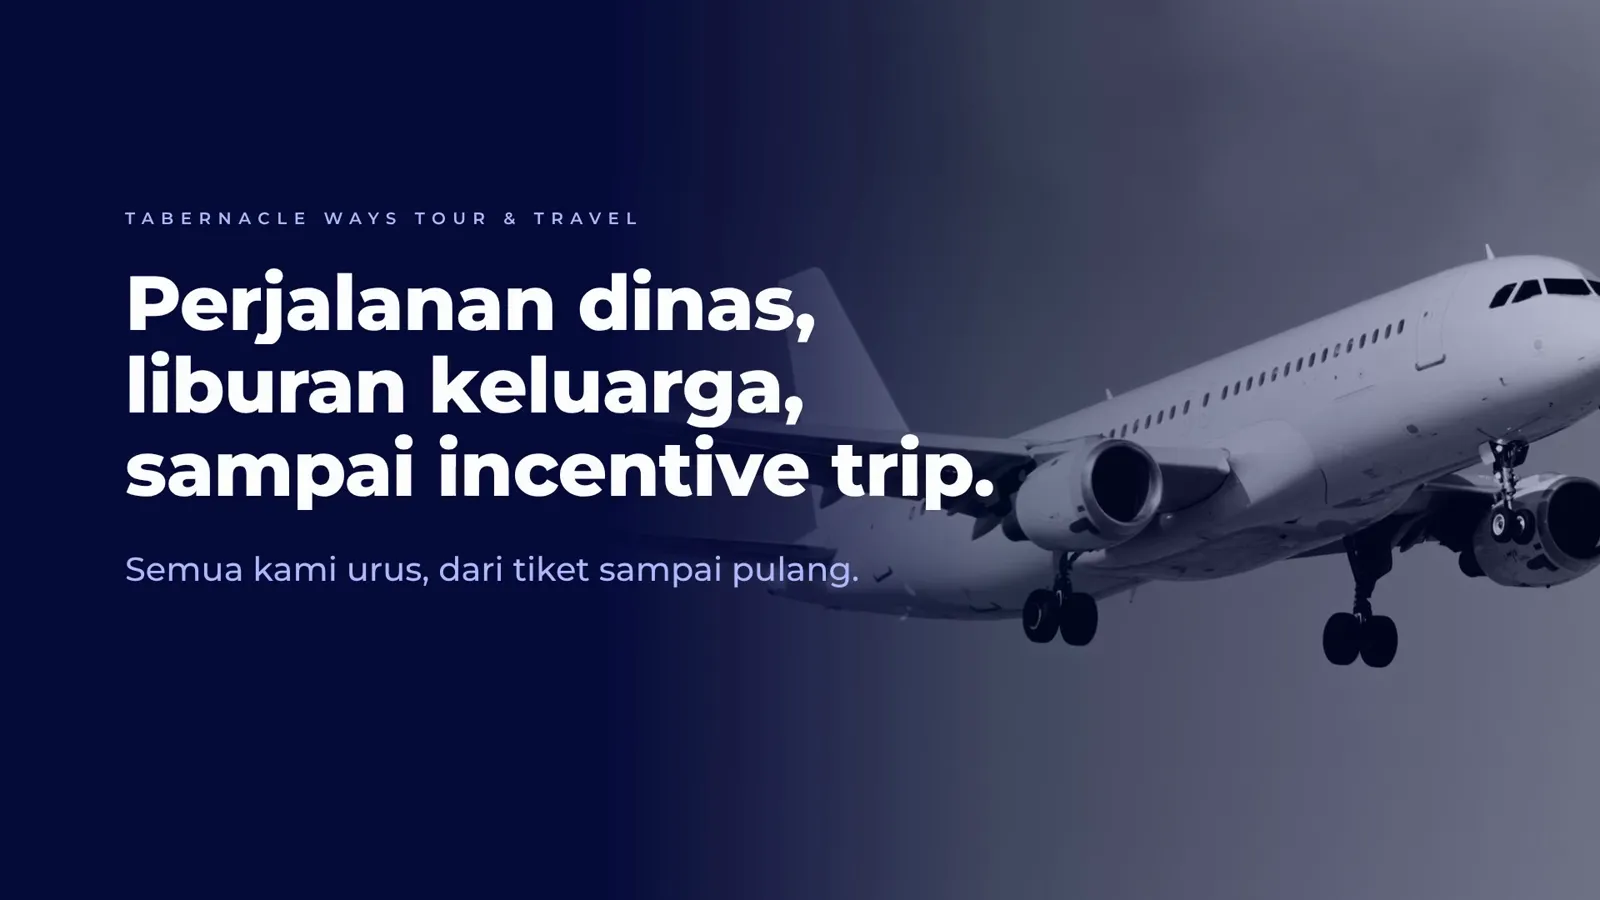 TABERNACLE WAYS TOUR & TRAVEL
Perjalanan dinas,
liburan keluarga,
sampai incentive trip.
Semua kami urus, dari tiket sampai pulang.